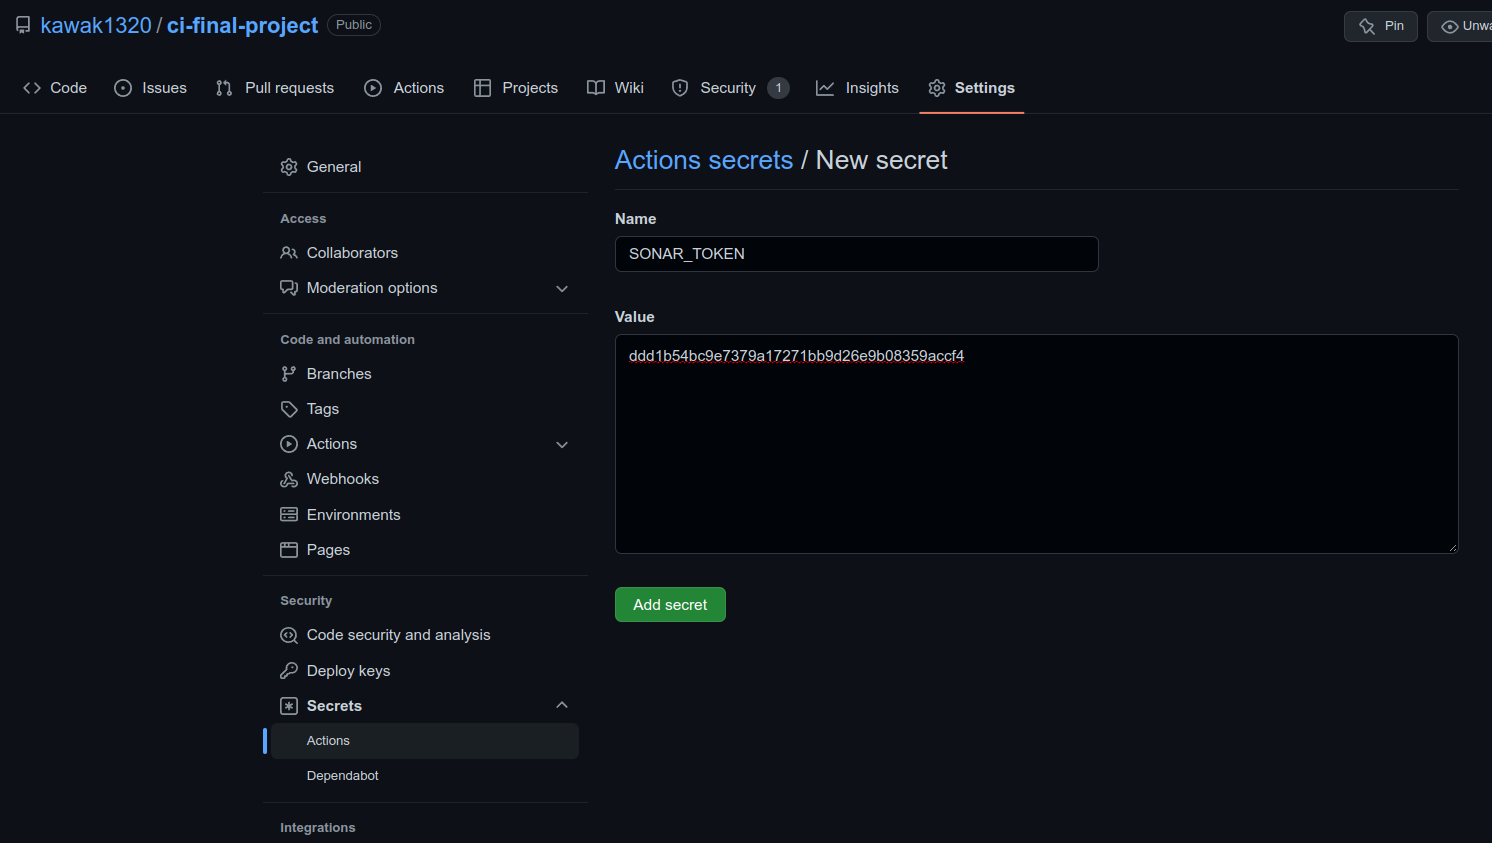 kawak1320 / ci-final-project Public
Pin
Code Issues Pull requests Actions Projects Wiki Security 1 Insights Settings
General
Access
Collaborators
Moderation options
Code and automation
Branches
Tags
Actions
Webhooks
Environments
Pages
Security
Code security and analysis
Deploy keys
Secrets
Actions
Dependabot
Integrations
Actions secrets / New secret
Name
SONAR_TOKEN
Value
ddd1b54bc9e7379a17271bb9d26e9b08359accf4
Add secret